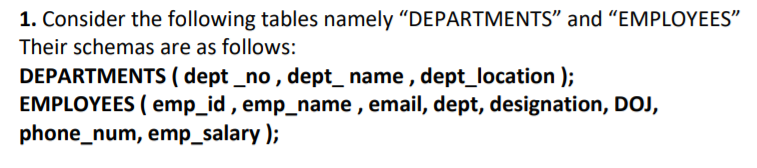 1. Consider the following tables namely “DEPARTMENTS” and “EMPLOYEES”
Their schemas are as follows:
DEPARTMENTS ( dept _no , dept_ name , dept_location );
EMPLOYEES ( emp_id , emp_name , email, dept, designation, DOJ,
phone_num, emp_salary );